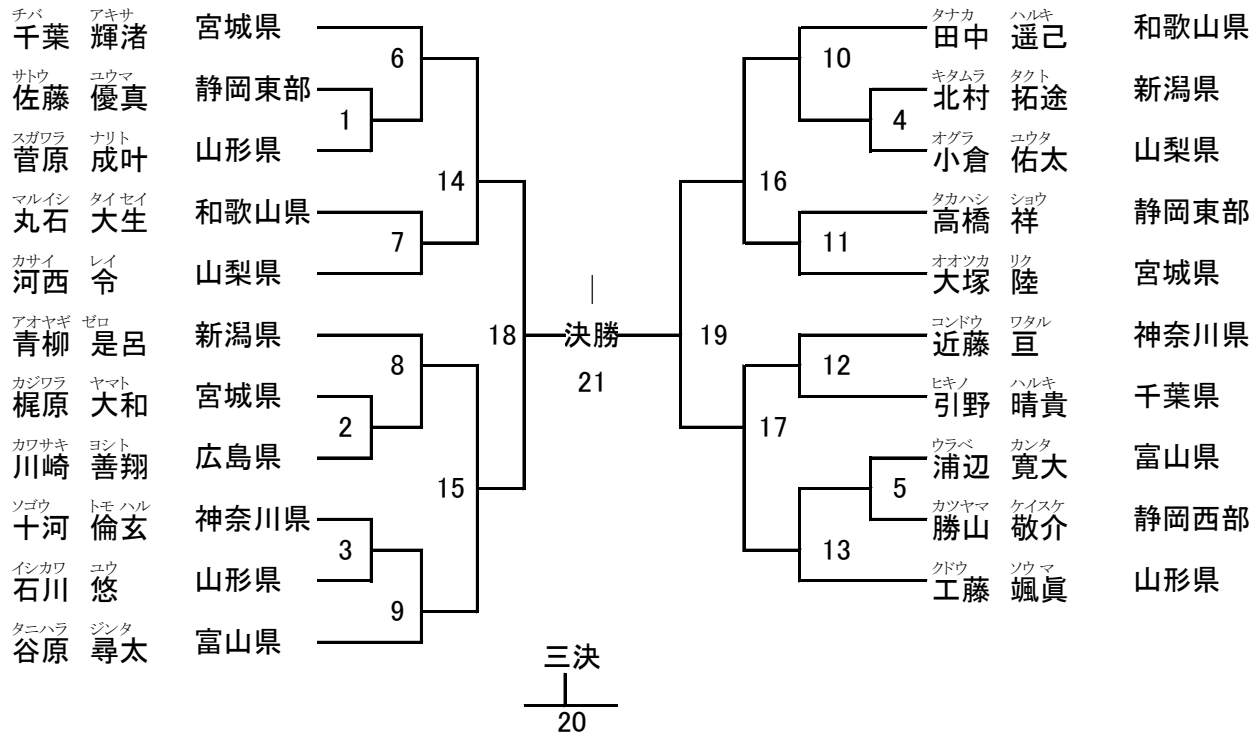 チバ アキサ
千葉 輝渚 宮城県
サトウ ユウマ
佐藤 優真 静岡東部
スガワラ ナリト
菅原 成叶 山形県
マルイシ タイセイ
丸石 大生 和歌山県
カサイ レイ
河西 令 山梨県
アオヤギ ゼロ
青柳 是呂 新潟県
カジワラ ヤマト
梶原 大和 宮城県
カワサキ ヨシト
川崎 善翔 広島県
ソゴウ トモハル
十河 倫玄 神奈川県
イシカワ ユウ
石川 悠 山形県
タニハラ ジンタ
谷原 尋太 富山県
6
1
14
7
18
8
2
15
3
9
決勝
21
三決
20
タナカ ハルキ
田中 遥己 和歌山県
キタムラ タクト
北村 拓途 新潟県
オグラ ユウタ
小倉 佑太 山梨県
タカハシ ショウ
高橋 祥 静岡東部
オオツカ リク
大塚 陸 宮城県
コンドウ ワタル
近藤 亘 神奈川県
ヒキノ ハルキ
引野 晴貴 千葉県
ウラベ カンタ
浦辺 寛大 富山県
カツヤマ ケイスケ
勝山 敬介 静岡西部
クドウ ソウマ
工藤 颯眞 山形県
10
4
16
11
19
12
17
5
13